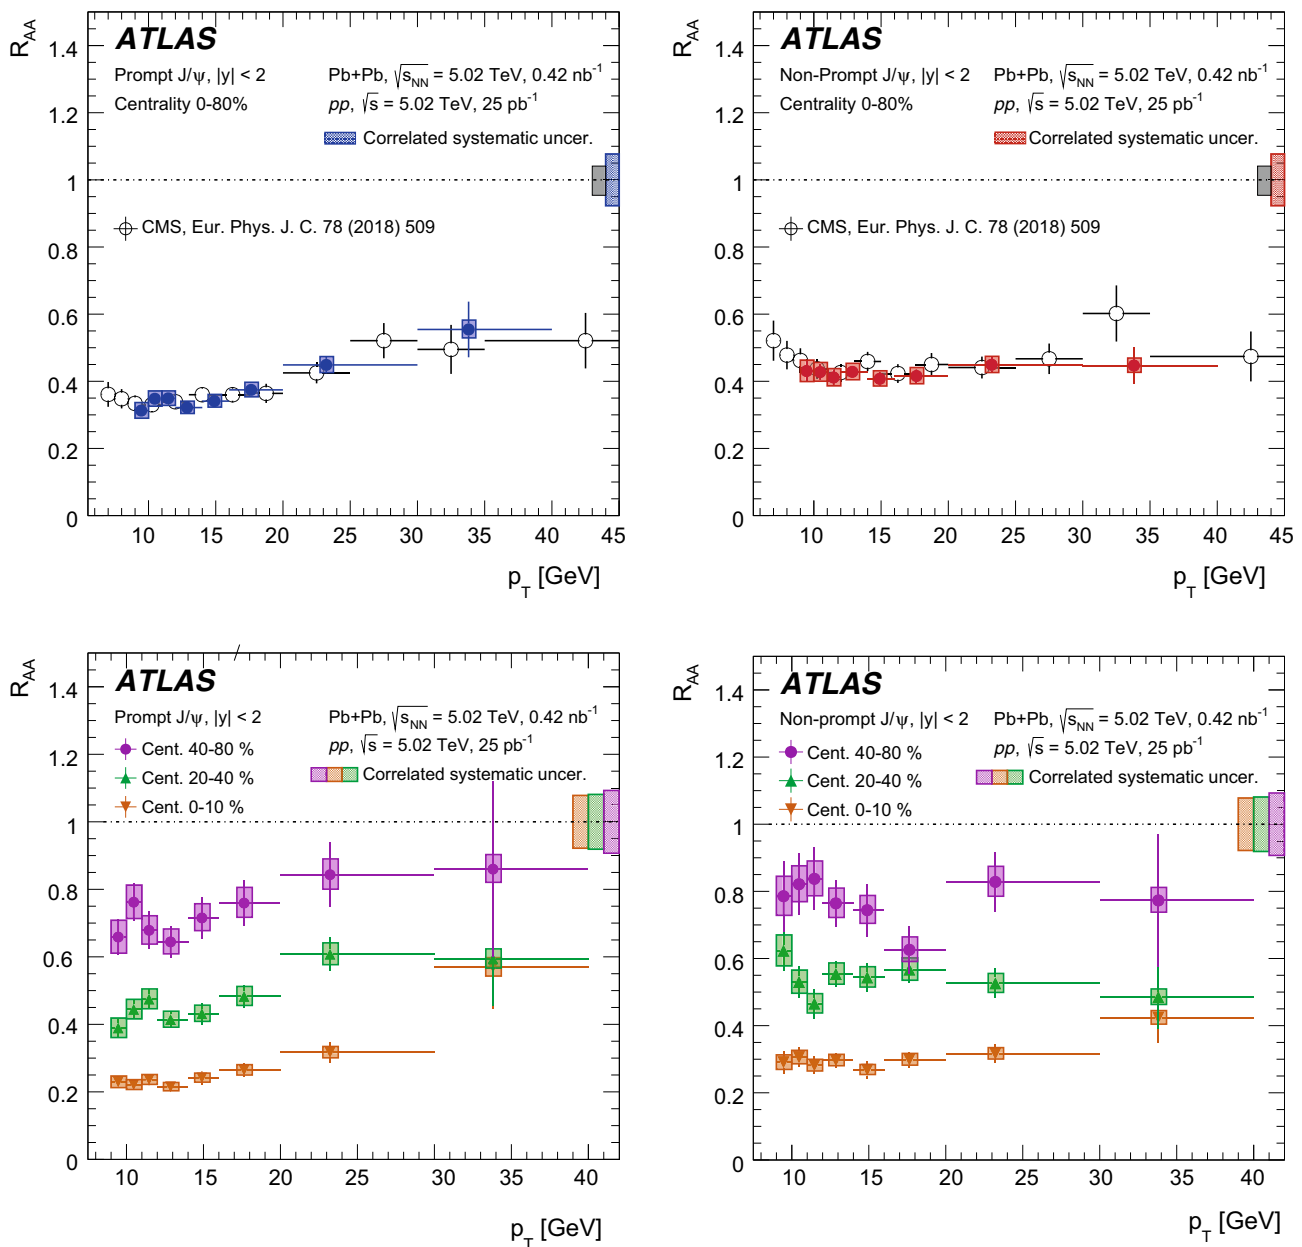 ATLAS
Prompt J/ψ, |y| < 2
Centrality 0-80%
Pb+Pb, √s_NN = 5.02 TeV, 0.42 nb⁻¹
pp, √s = 5.02 TeV, 25 pb⁻¹
Correlated systematic uncer.
CMS, Eur. Phys. J. C. 78 (2018) 509
R_AA
1.4
1.2
1
0.8
0.6
0.4
0.2
0
10 15 20 25 30 35 40 45
p_T [GeV]
ATLAS
Non-Prompt J/ψ, |y| < 2
Centrality 0-80%
Pb+Pb, √s_NN = 5.02 TeV, 0.42 nb⁻¹
pp, √s = 5.02 TeV, 25 pb⁻¹
Correlated systematic uncer.
CMS, Eur. Phys. J. C. 78 (2018) 509
R_AA
1.4
1.2
1
0.8
0.6
0.4
0.2
0
10 15 20 25 30 35 40 45
p_T [GeV]
ATLAS
Prompt J/ψ, |y| < 2
Cent. 40-80 %
Cent. 20-40 %
Cent. 0-10 %
Pb+Pb, √s_NN = 5.02 TeV, 0.42 nb⁻¹
pp, √s = 5.02 TeV, 25 pb⁻¹
Correlated systematic uncer.
R_AA
1.4
1.2
1
0.8
0.6
0.4
0.2
0
10 15 20 25 30 35 40
p_T [GeV]
ATLAS
Non-prompt J/ψ, |y| < 2
Cent. 40-80 %
Cent. 20-40 %
Cent. 0-10 %
Pb+Pb, √s_NN = 5.02 TeV, 0.42 nb⁻¹
pp, √s = 5.02 TeV, 25 pb⁻¹
Correlated systematic uncer.
R_AA
1.4
1.2
1
0.8
0.6
0.4
0.2
0
10 15 20 25 30 35 40
p_T [GeV]